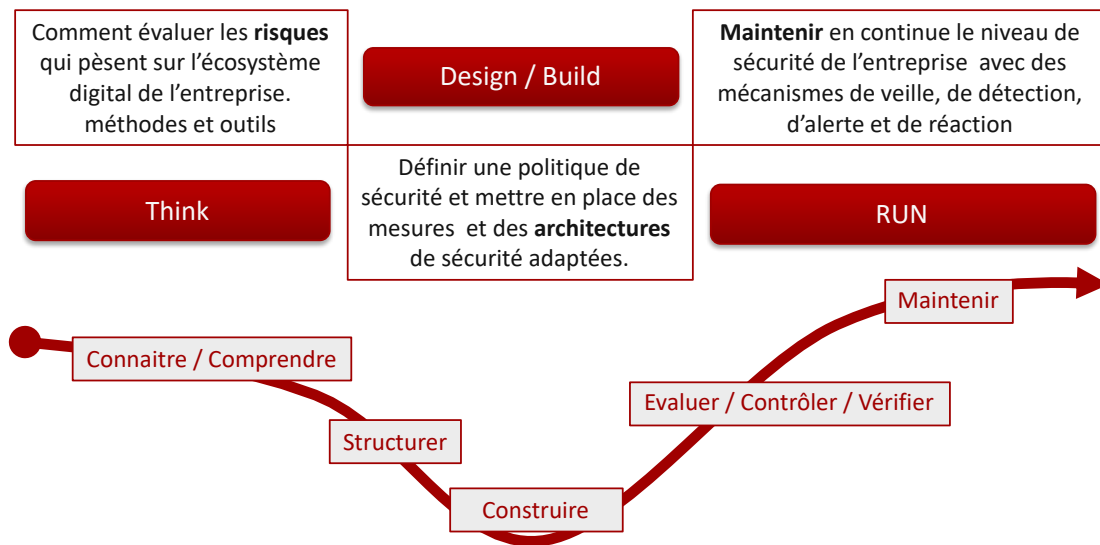 Comment évaluer les risques
qui pèsent sur l’écosystème
digital de l’entreprise.
méthodes et outils
Think
Design / Build
Définir une politique de
sécurité et mettre en place des
mesures et des architectures
de sécurité adaptées.
Maintenir en continue le niveau de
sécurité de l’entreprise avec des
mécanismes de veille, de détection,
d’alerte et de réaction
RUN
Connaitre / Comprendre
Structurer
Construire
Evaluer / Contrôler / Vérifier
Maintenir